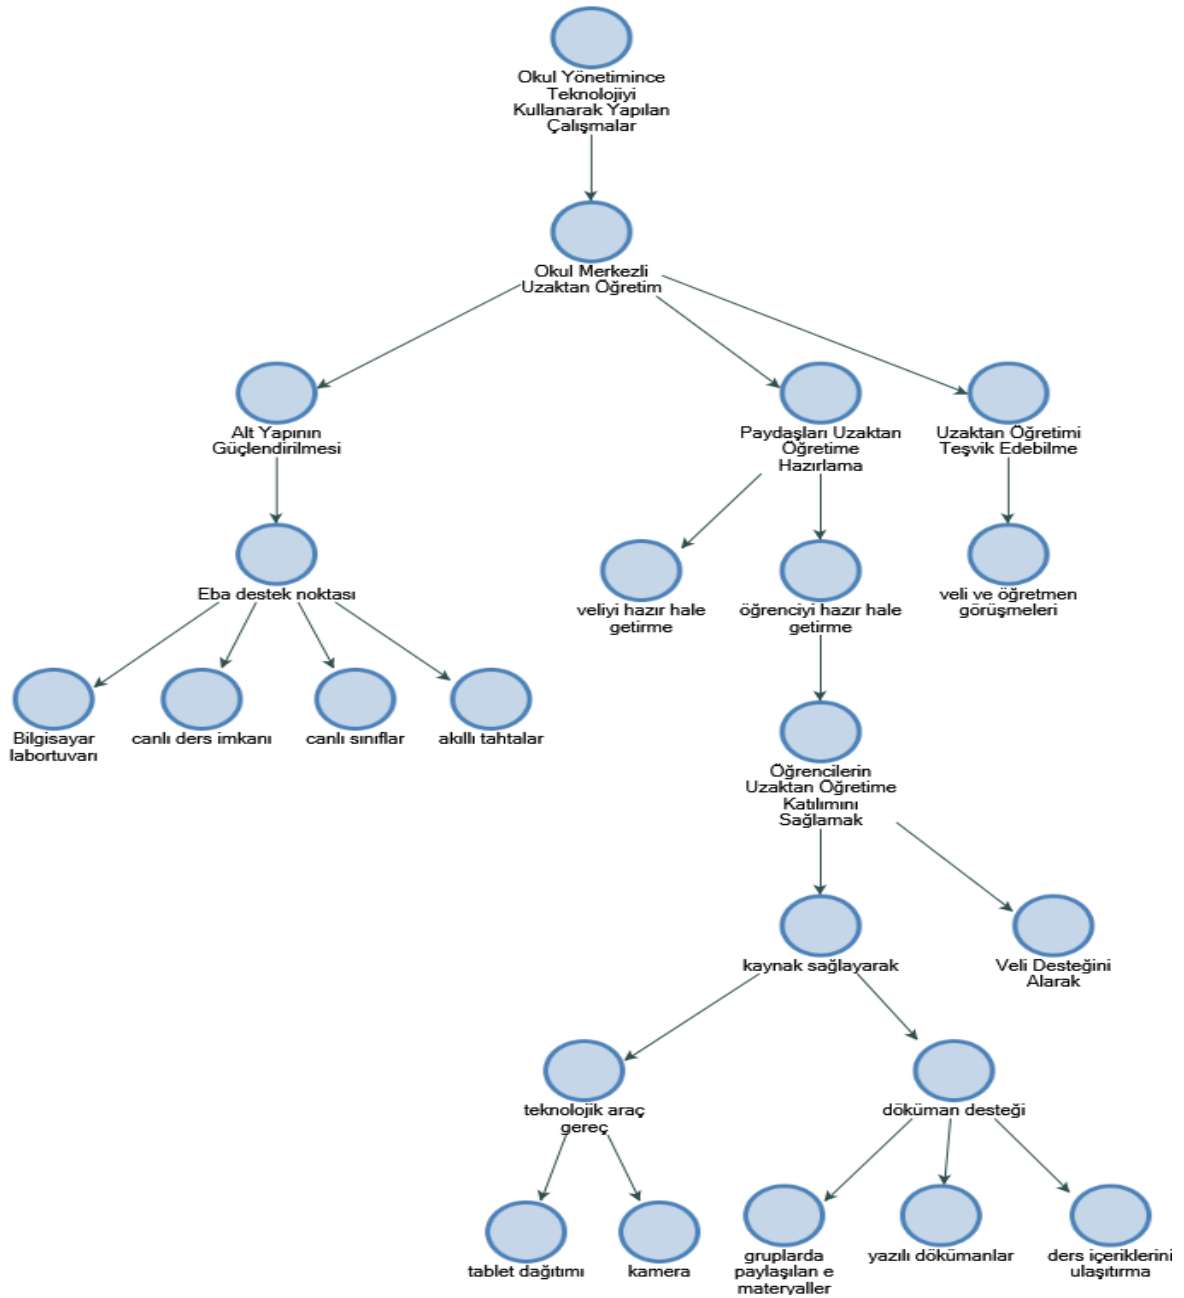 Okul Yönetimince
Teknolojiyi
Kullanarak Yapılan
Çalışmalar
Okul Merkezli
Uzaktan Öğretim
Alt Yapının
Güçlendirilmesi
Paydaşları Uzaktan
Öğretime
Hazırlama
Uzaktan Öğretimi
Teşvik Edebilme
Eba destek noktası
veliyi hazır hale
getirme
öğrenciyi hazır hale
getirme
veli ve öğretmen
görüşmeleri
Bilgisayar
labortuvarı
canlı ders imkanı
canlı sınıflar
akıllı tahtalar
Öğrencilerin
Uzaktan Öğretime
Katılımını
Sağlamak
kaynak sağlayarak
Veli Desteğini
Alarak
teknolojik araç
gereç
döküman desteği
tablet dağıtımı
kamera
gruplarda
paylaşılan e
materyaller
yazılı dökümanlar
ders içeriklerini
ulaşıtırma